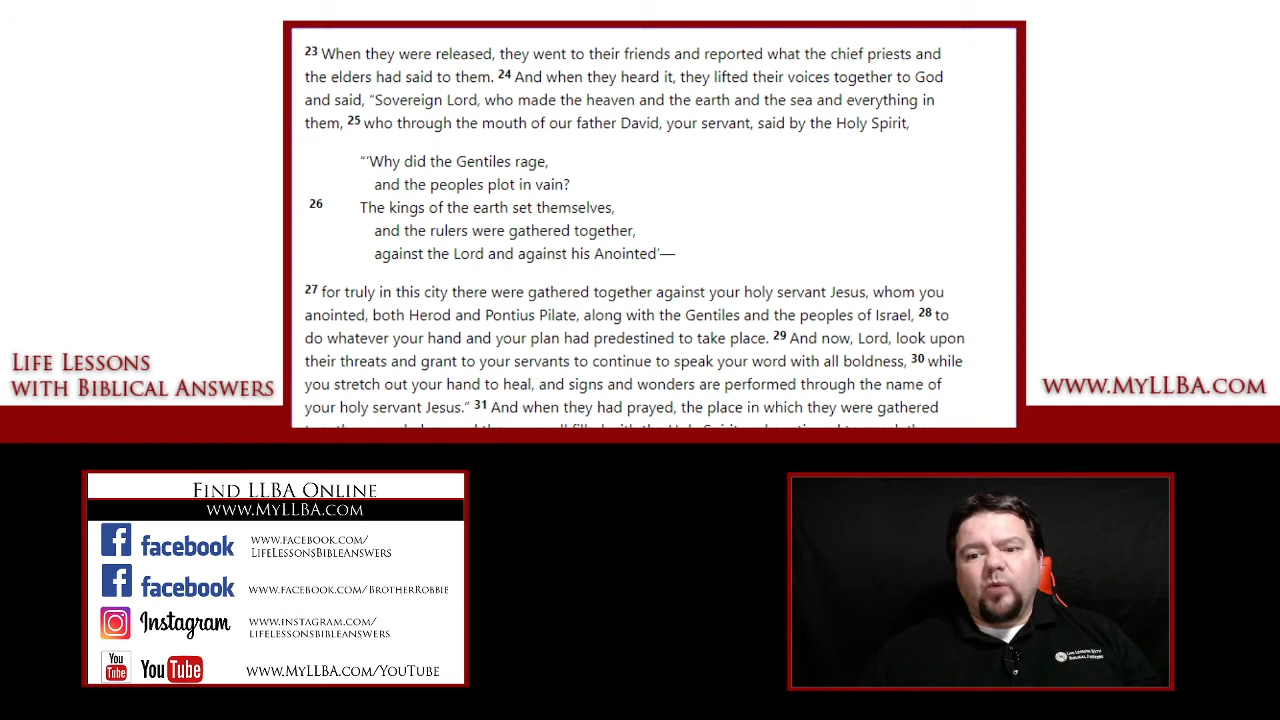 23 When they were released, they went to their friends and reported what the chief priests and
the elders had said to them. 24 And when they heard it, they lifted their voices together to God
and said, “Sovereign Lord, who made the heaven and the earth and the sea and everything in
them, 25 who through the mouth of our father David, your servant, said by the Holy Spirit,
“‘Why did the Gentiles rage,
and the peoples plot in vain?
26 The kings of the earth set themselves,
and the rulers were gathered together,
against the Lord and against his Anointed’—
27 for truly in this city there were gathered together against your holy servant Jesus, whom you
anointed, both Herod and Pontius Pilate, along with the Gentiles and the peoples of Israel, 28 to
do whatever your hand and your plan had predestined to take place. 29 And now, Lord, look upon
their threats and grant to your servants to continue to speak your word with all boldness, 30 while
you stretch out your hand to heal, and signs and wonders are performed through the name of
your holy servant Jesus.” 31 And when they had prayed, the place in which they were gathered
Life Lessons
with Biblical Answers
www.MyLLBA.com
Find LLBA Online
www.MyLLBA.com
facebook www.facebook.com/
LifeLessonsBibleAnswers
facebook www.facebook.com/BrotherRobbie
Instagram www.instagram.com/
lifelessonsbibleanswers
You Tube YouTube www.MyLLBA.com/YouTube
Life Lessons with
Biblical Answers